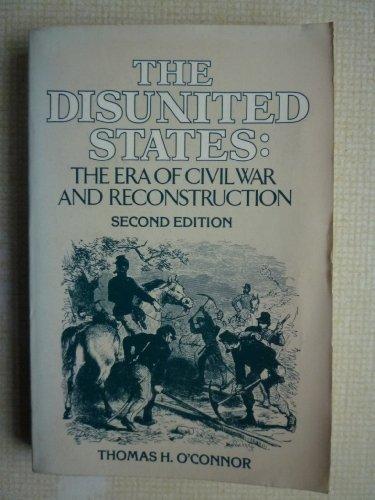 THE
DISUNITED
STATES:
THE ERA OF CIVIL WAR
AND RECONSTRUCTION
SECOND EDITION
THOMAS H. O'CONNOR